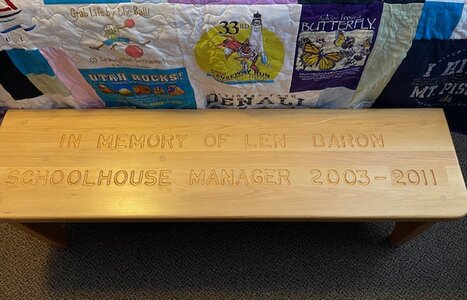 Grab Life by the Ball!
33rd
BUTTERFLY
UTAH ROCKS!
DENALI
MT. PIS
IN MEMORY OF LEN BARON
SCHOOLHOUSE MANAGER 2003-2011